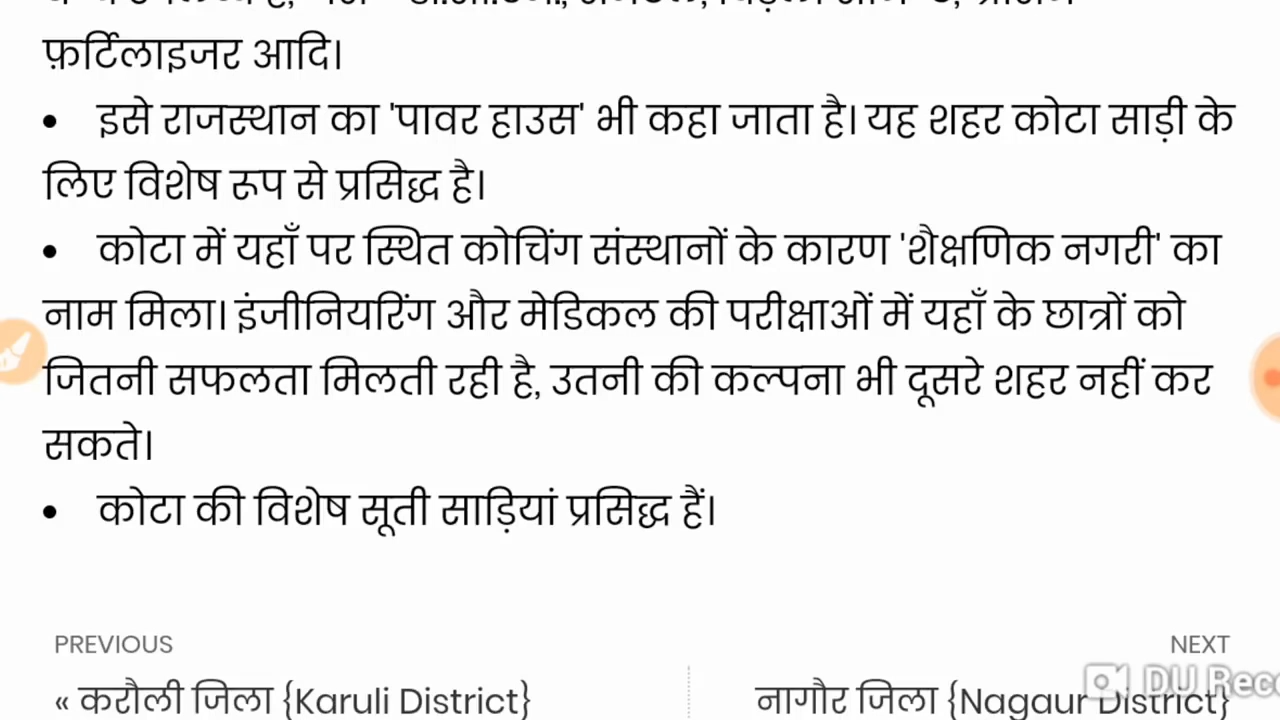 फ़र्टिलाइजर आदि।
• इसे राजस्थान का 'पावर हाउस' भी कहा जाता है। यह शहर कोटा साड़ी के
लिए विशेष रूप से प्रसिद्ध है।
• कोटा में यहाँ पर स्थित कोचिंग संस्थानों के कारण 'शैक्षणिक नगरी' का
नाम मिला। इंजीनियरिंग और मेडिकल की परीक्षाओं में यहाँ के छात्रों को
जितनी सफलता मिलती रही है, उतनी की कल्पना भी दूसरे शहर नहीं कर
सकते।
• कोटा की विशेष सूती साड़ियां प्रसिद्ध हैं।
PREVIOUS NEXT
« करौली जिला {Karuli District} नागौर जिला {Nagaur District}
DU Rec